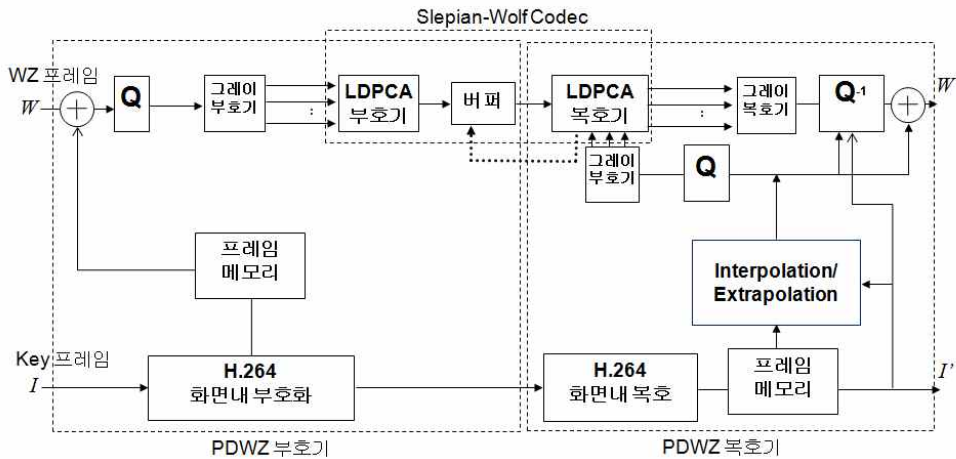 Slepian-Wolf Codec
WZ 프레임
W
Q
그레이
부호기
:
LDPCA
부호기
버퍼
LDPCA
복호기
:
그레이
복호기
Q-1
W'
그레이
부호기
Q
프레임
메모리
Interpolation/
Extrapolation
Key 프레임
I
H.264
화면내 부호화
H.264
화면내 복호
프레임
메모리
I'
PDWZ 부호기
PDWZ 복호기